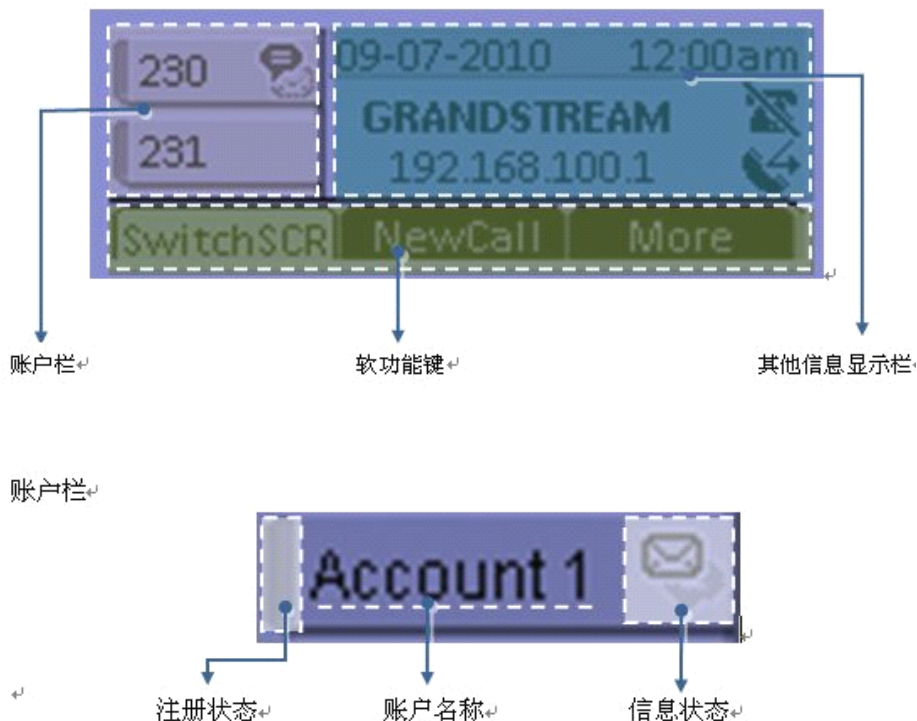 230
09-07-2010 12:00am
GRANDSTREAM
231
192.168.100.1
SwitchSCR NewCall More
账户栏
软功能键
其他信息显示栏
账户栏
Account 1
注册状态
账户名称
信息状态